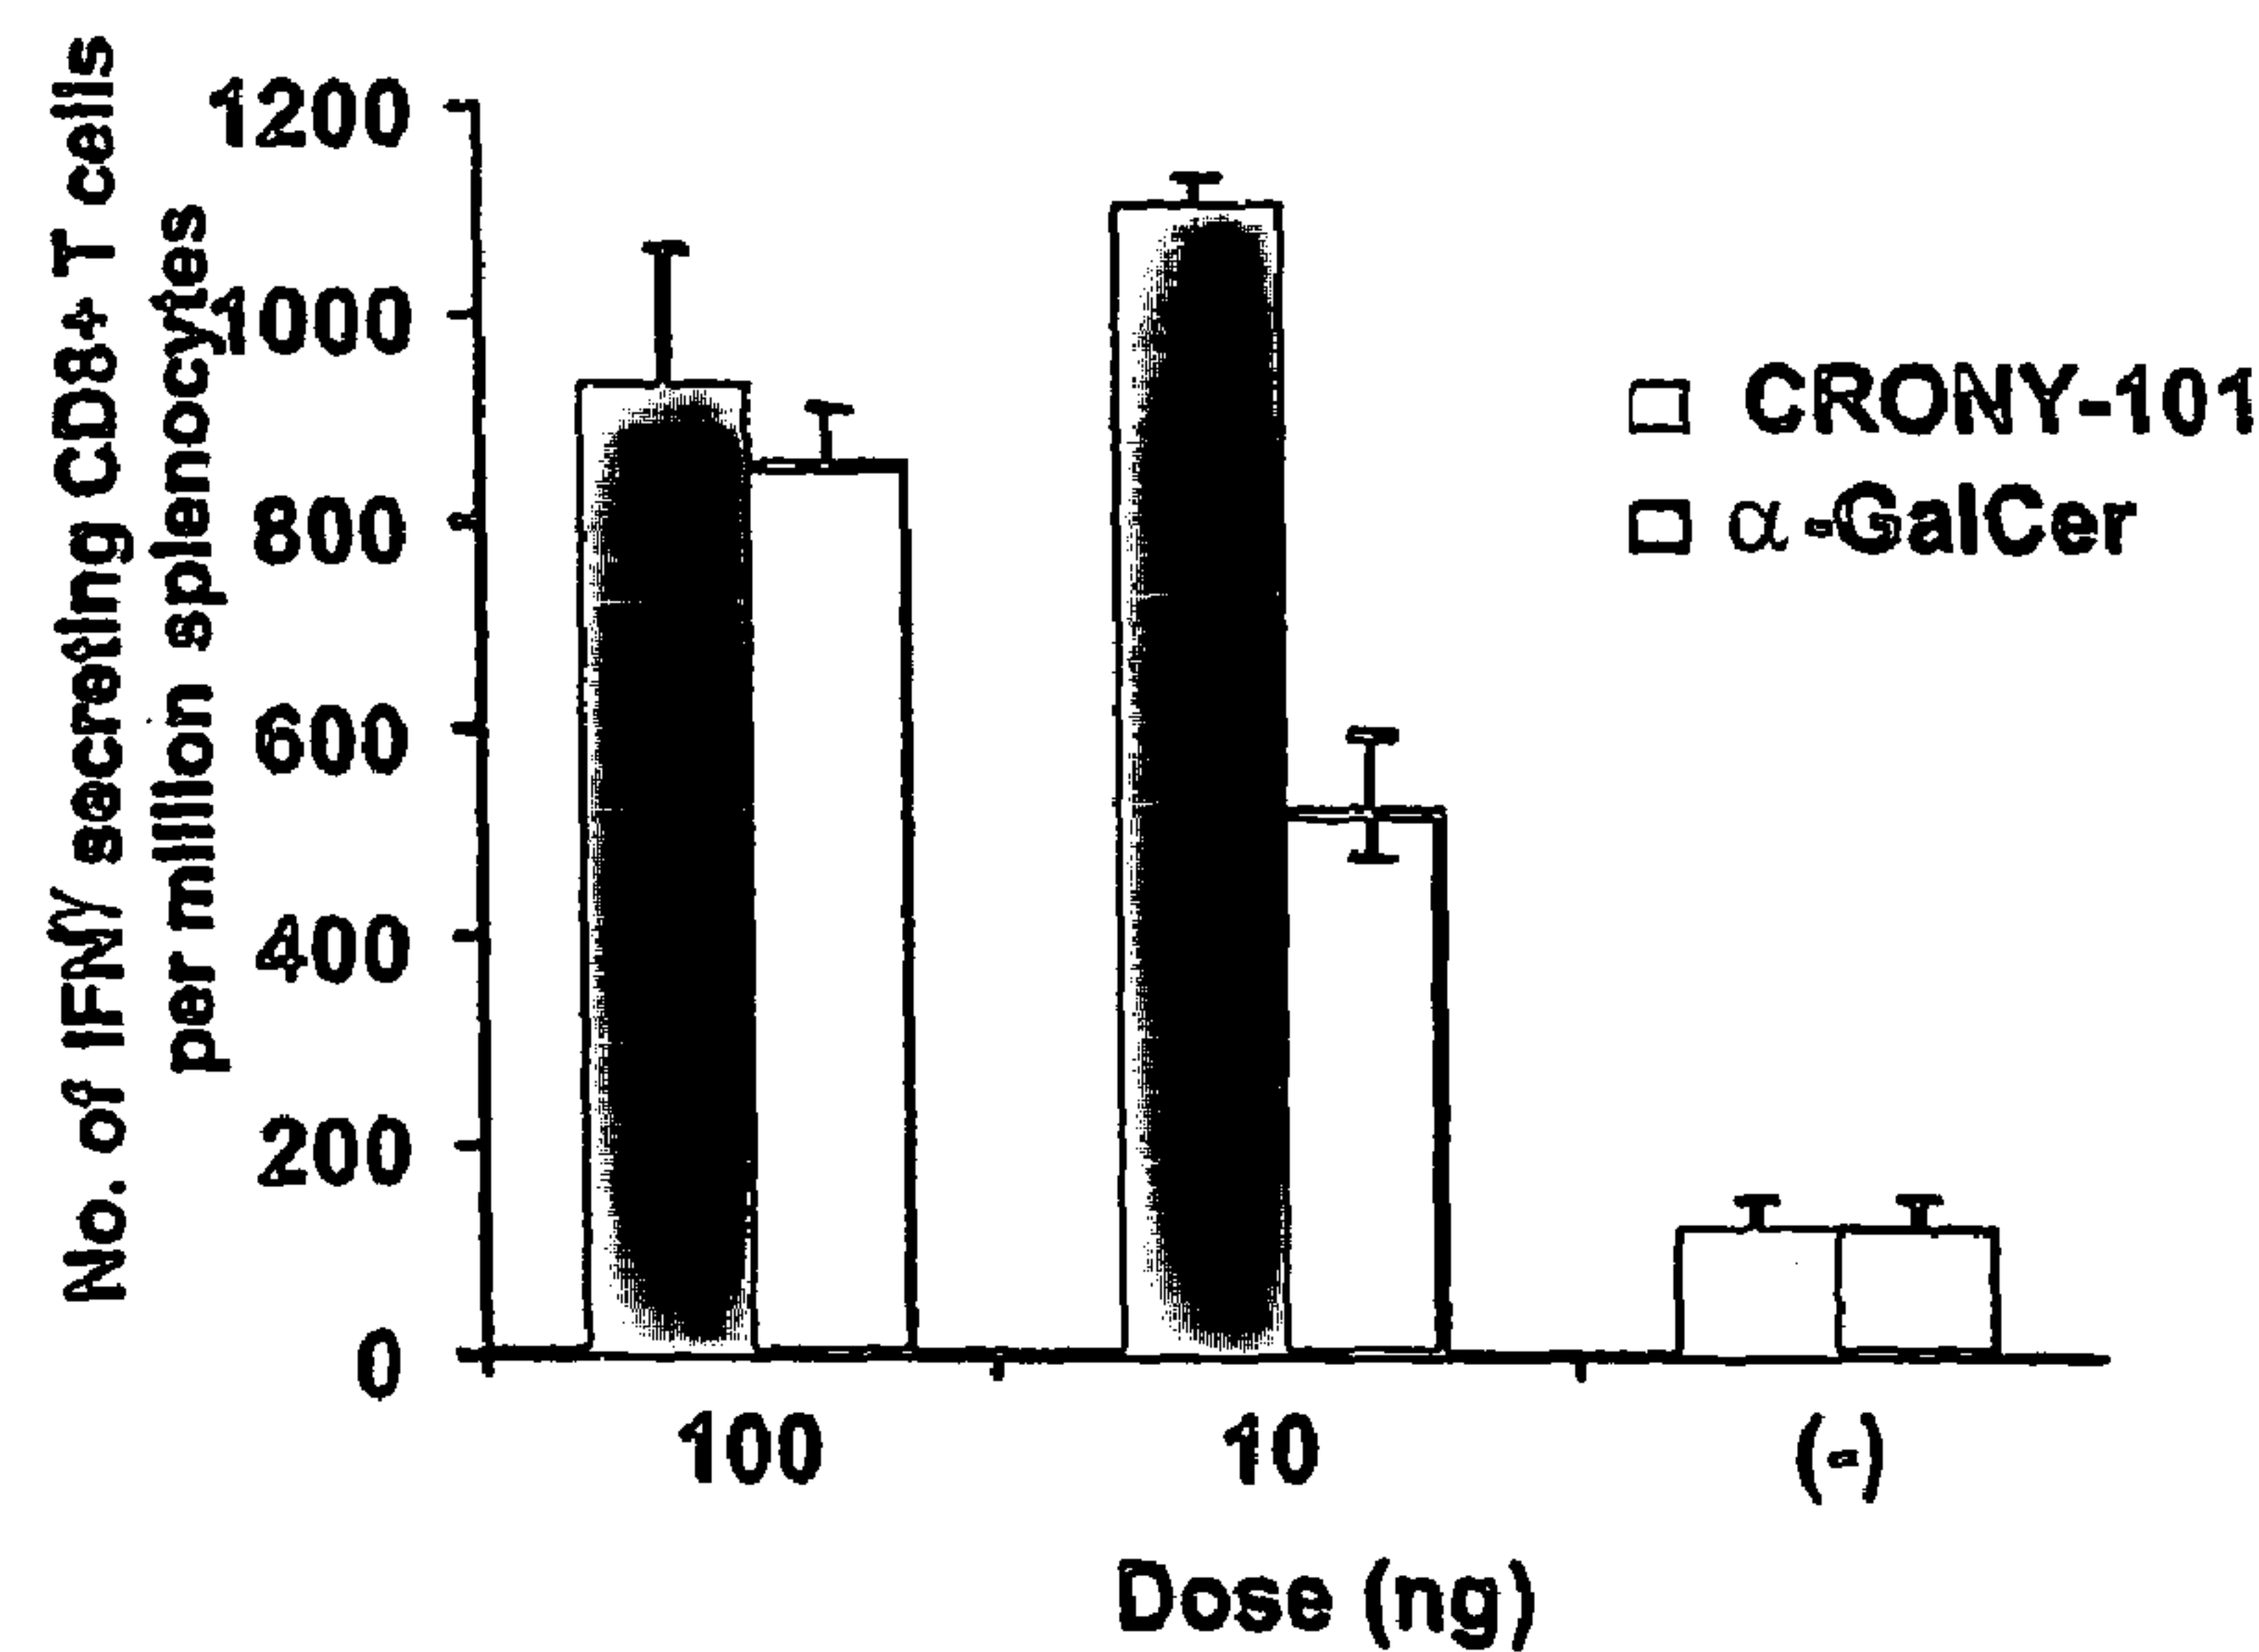 No. of IFNγ secreting CD8+ T cells
per million splenocytes
1200
1000
800
600
400
200
0
100
10
(-)
Dose (ng)
CRONY-101
α-GalCer